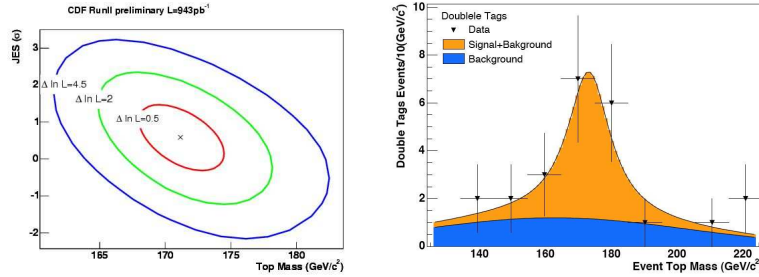 CDF RunII preliminary L=943pb⁻¹
JES (σ)
3
2
1
0
-1
-2
Δ ln L=4.5
Δ ln L=2
Δ ln L=0.5
165
170
175
180
Top Mass (GeV/c²)
Double Tags Events/10(GeV/c²)
10
8
6
4
2
0
Doublele Tags
Data
Signal+Bakground
Background
140
160
180
200
220
Event Top Mass (GeV/c²